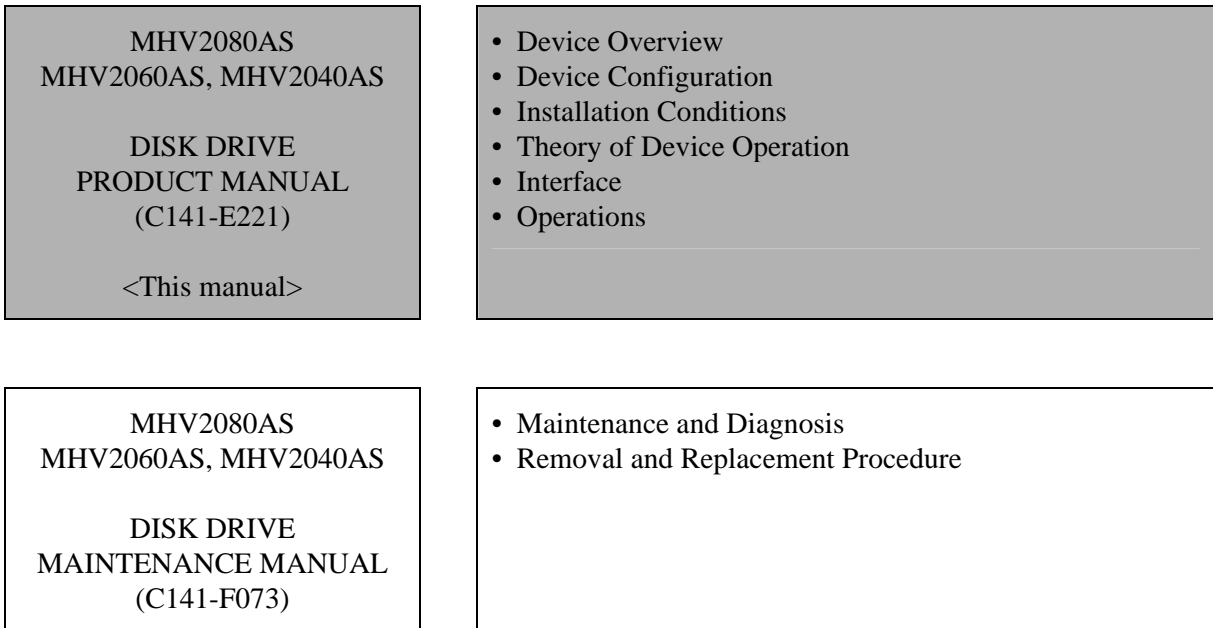 MHV2080AS
MHV2060AS, MHV2040AS
DISK DRIVE
PRODUCT MANUAL
(C141-E221)
<This manual>
• Device Overview
• Device Configuration
• Installation Conditions
• Theory of Device Operation
• Interface
• Operations
MHV2080AS
MHV2060AS, MHV2040AS
DISK DRIVE
MAINTENANCE MANUAL
(C141-F073)
• Maintenance and Diagnosis
• Removal and Replacement Procedure